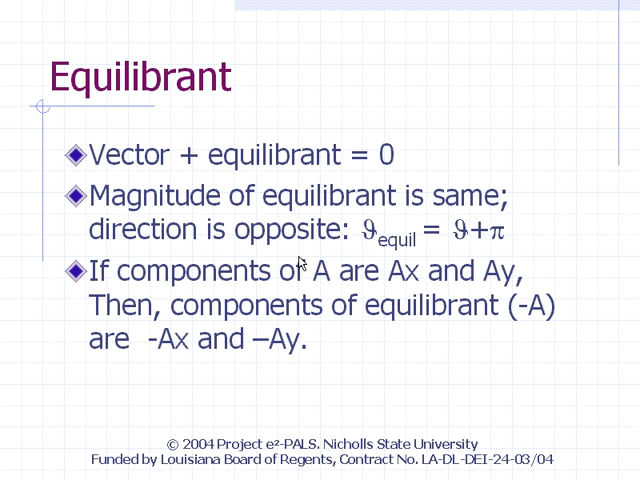 Equilibrant
Vector + equilibrant = 0
Magnitude of equilibrant is same;
direction is opposite: ϑequil = ϑ+π
If components of A are Ax and Ay,
Then, components of equilibrant (-A)
are -Ax and –Ay.
© 2004 Project e²-PALS. Nicholls State University
Funded by Louisiana Board of Regents, Contract No. LA-DL-DEI-24-03/04